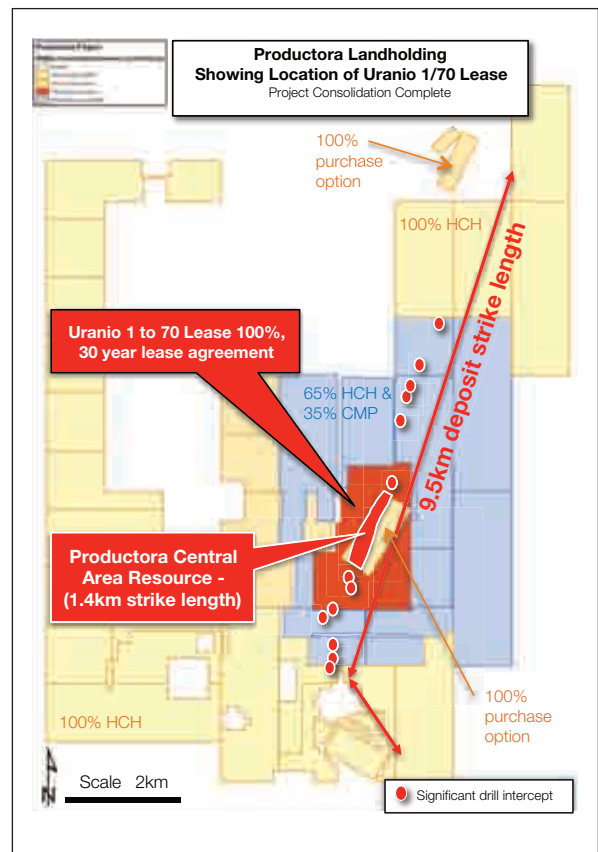 Productora Landholding
Showing Location of Uranio 1/70 Lease
Project Consolidation Complete
100%
purchase
option
100% HCH
9.5km deposit strike length
Uranio 1 to 70 Lease 100%,
30 year lease agreement
65% HCH &
35% CMP
Productora Central
Area Resource -
(1.4km strike length)
100%
purchase
option
100% HCH
Scale 2km
Significant drill intercept